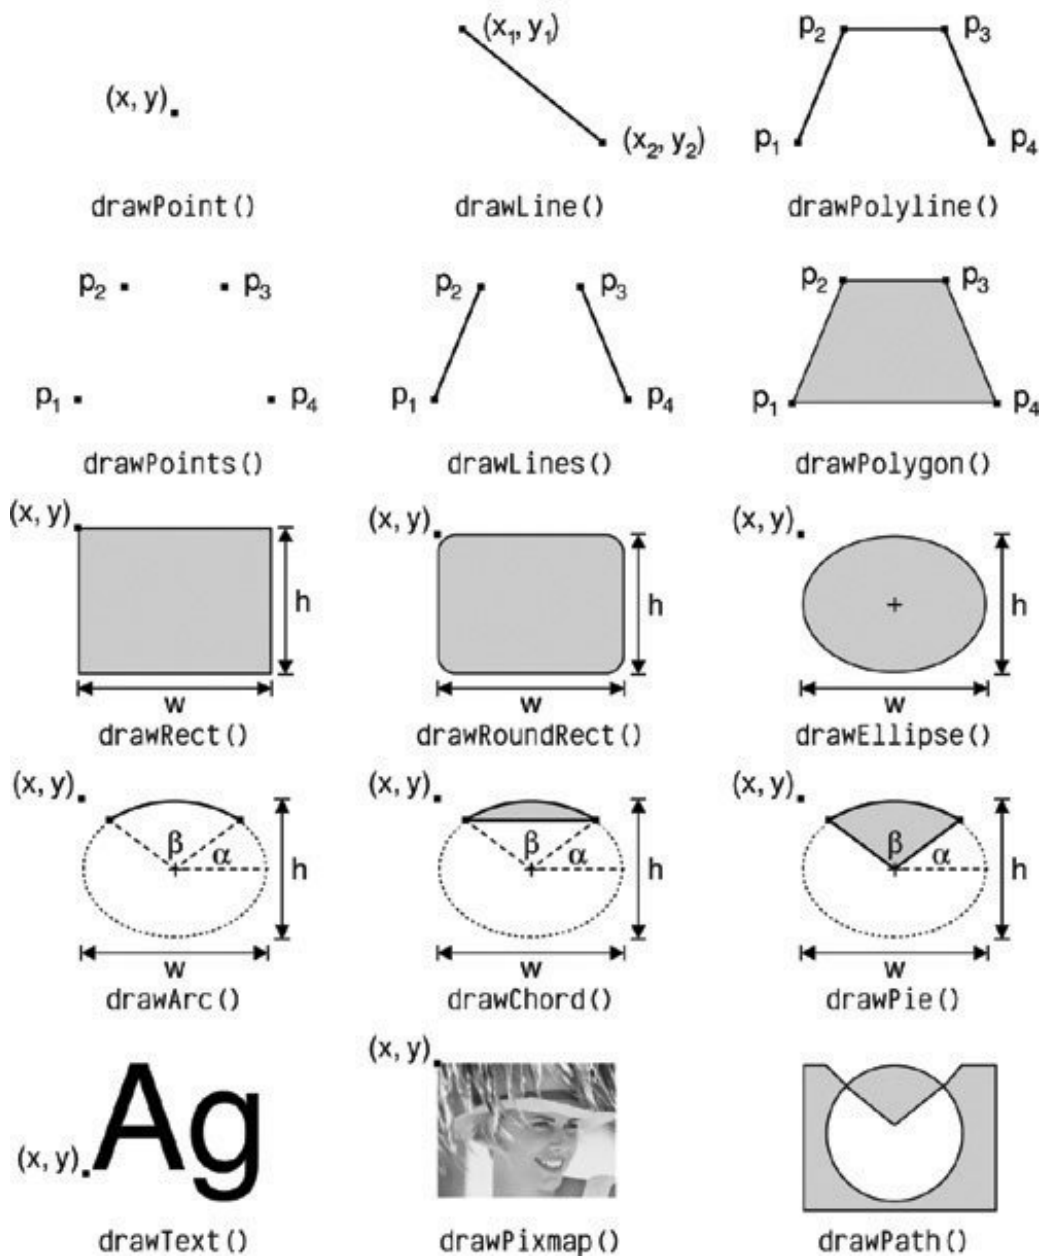 (x, y)
(x₁, y₁)
(x₂, y₂)
p₂ p₃
p₁ p₄
drawPoint() drawLine() drawPolyline()
p₂ p₃ p₂ p₃ p₂ p₃
p₁ p₄ p₁ p₄ p₁ p₄
drawPoints() drawLines() drawPolygon()
(x, y) (x, y) (x, y)
h h h
w w w
drawRect() drawRoundRect() drawEllipse()
(x, y) (x, y) (x, y)
β α h β α h β α h
w w w
drawArc() drawChord() drawPie()
(x, y)
Ag
(x, y)
drawText() drawPixmap() drawPath()